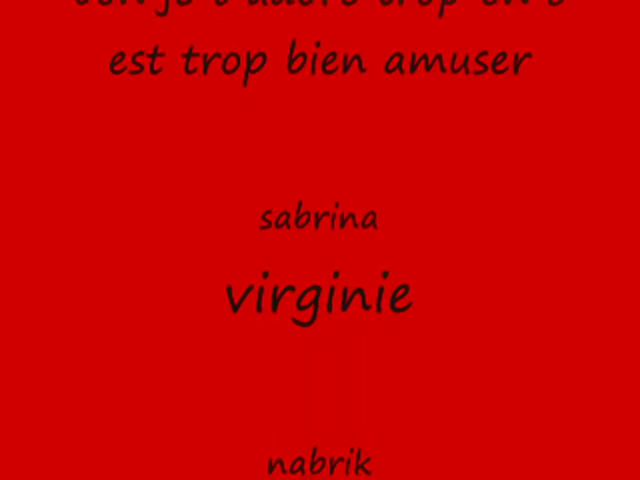 est trop bien amuser
sabrina
virginie
nabrik